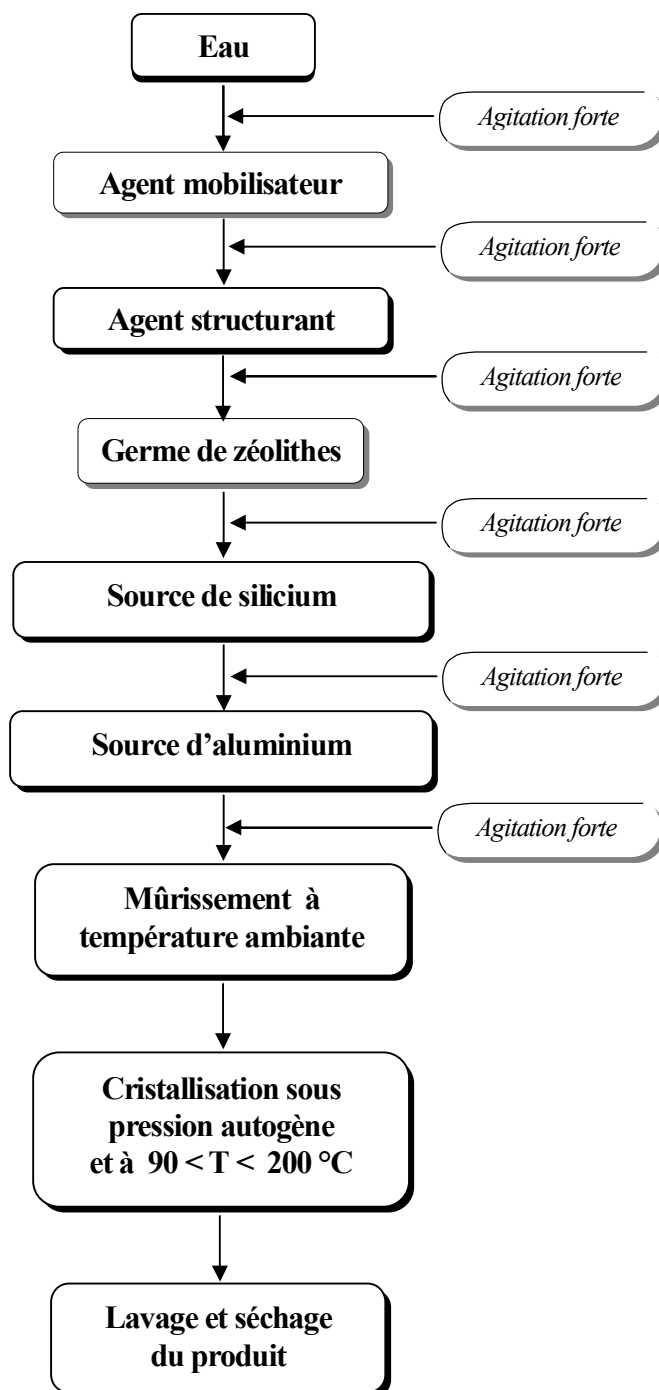 Eau
Agitation forte
Agent mobilisateur
Agitation forte
Agent structurant
Agitation forte
Germe de zéolithes
Agitation forte
Source de silicium
Agitation forte
Source d’aluminium
Agitation forte
Mûrissement à
température ambiante
Cristallisation sous
pression autogène
et à 90 < T < 200 °C
Lavage et séchage
du produit